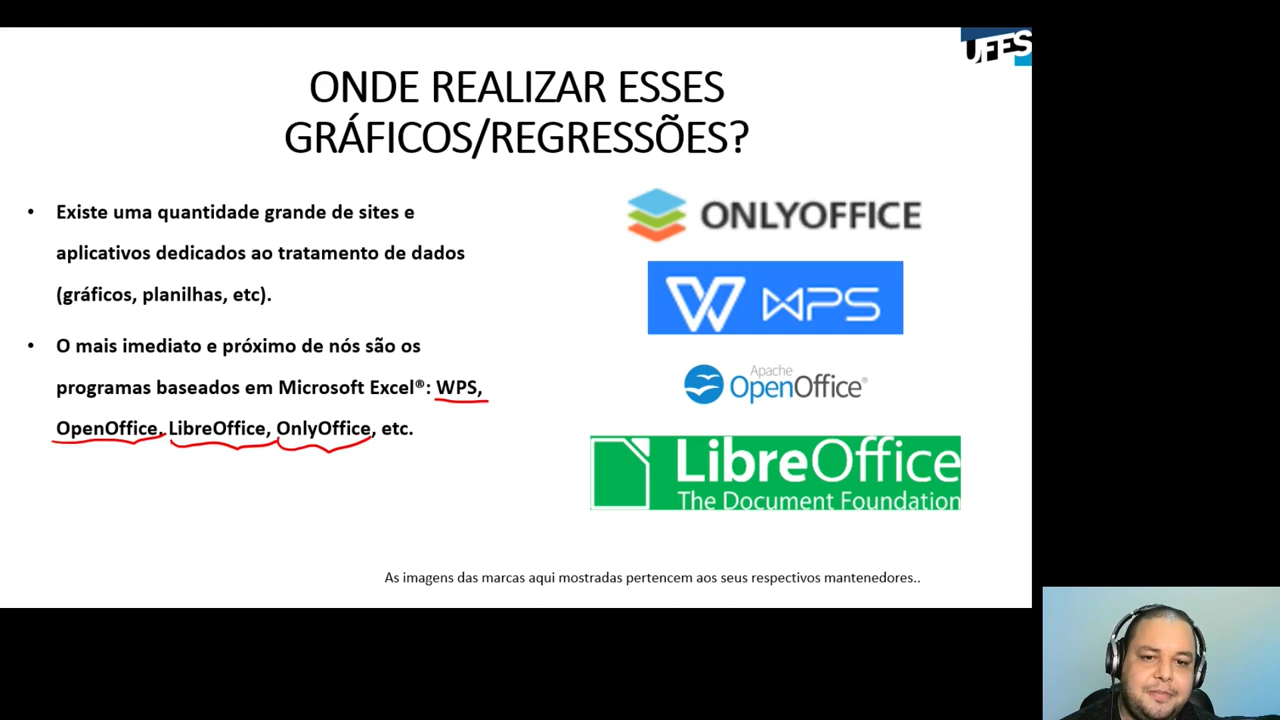 UFES
ONDE REALIZAR ESSES
GRÁFICOS/REGRESSÕES?
• Existe uma quantidade grande de sites e
aplicativos dedicados ao tratamento de dados
(gráficos, planilhas, etc).
• O mais imediato e próximo de nós são os
programas baseados em Microsoft Excel®: WPS,
OpenOffice, LibreOffice, OnlyOffice, etc.
ONLYOFFICE
WPS
Apache
OpenOffice®
LibreOffice
The Document Foundation
As imagens das marcas aqui mostradas pertencem aos seus respectivos mantenedores..